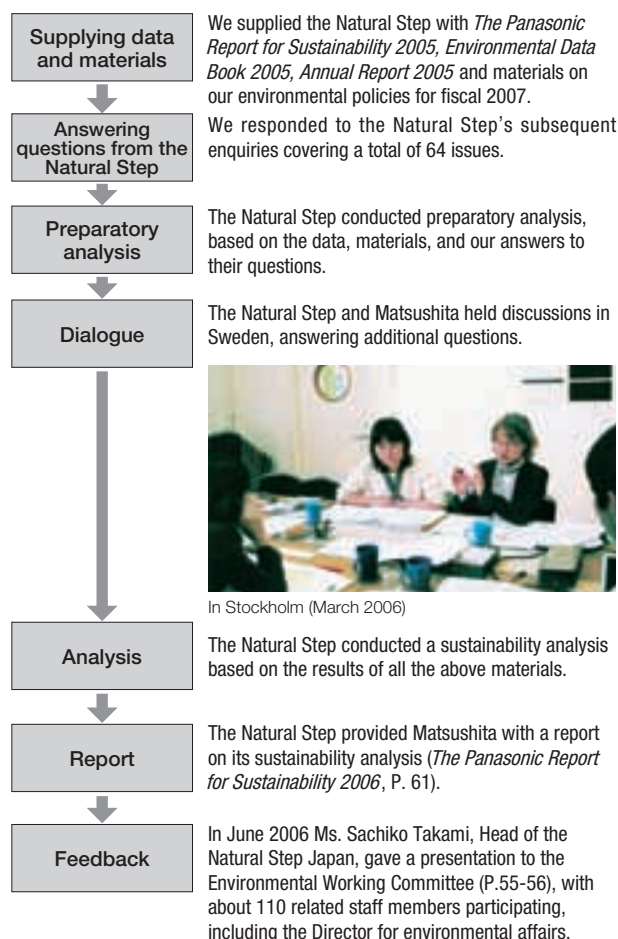 Supplying data
and materials
We supplied the Natural Step with The Panasonic
Report for Sustainability 2005, Environmental Data
Book 2005, Annual Report 2005 and materials on
our environmental policies for fiscal 2007.
Answering
questions from the
Natural Step
We responded to the Natural Step's subsequent
enquiries covering a total of 64 issues.
Preparatory
analysis
The Natural Step conducted preparatory analysis,
based on the data, materials, and our answers to
their questions.
Dialogue
The Natural Step and Matsushita held discussions in
Sweden, answering additional questions.
In Stockholm (March 2006)
Analysis
The Natural Step conducted a sustainability analysis
based on the results of all the above materials.
Report
The Natural Step provided Matsushita with a report
on its sustainability analysis (The Panasonic Report
for Sustainability 2006, P. 61).
Feedback
In June 2006 Ms. Sachiko Takami, Head of the
Natural Step Japan, gave a presentation to the
Environmental Working Committee (P.55-56), with
about 110 related staff members participating,
including the Director for environmental affairs.